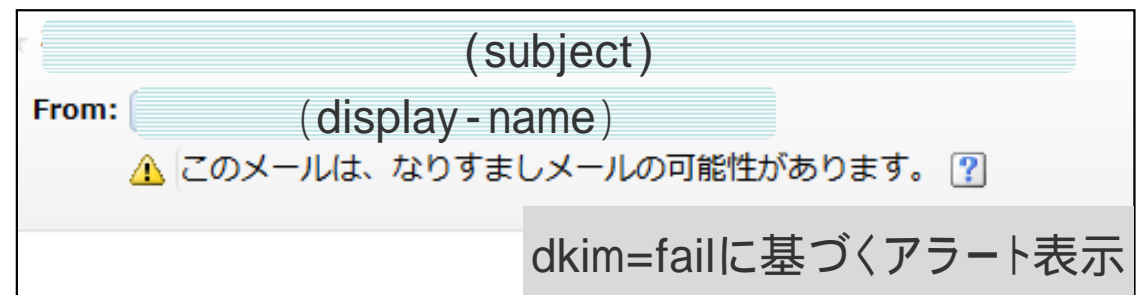 (subject)
From: (display-name)
このメールは、なりすましメールの可能性があります。 ?
dkim=failに基づくアラート表示